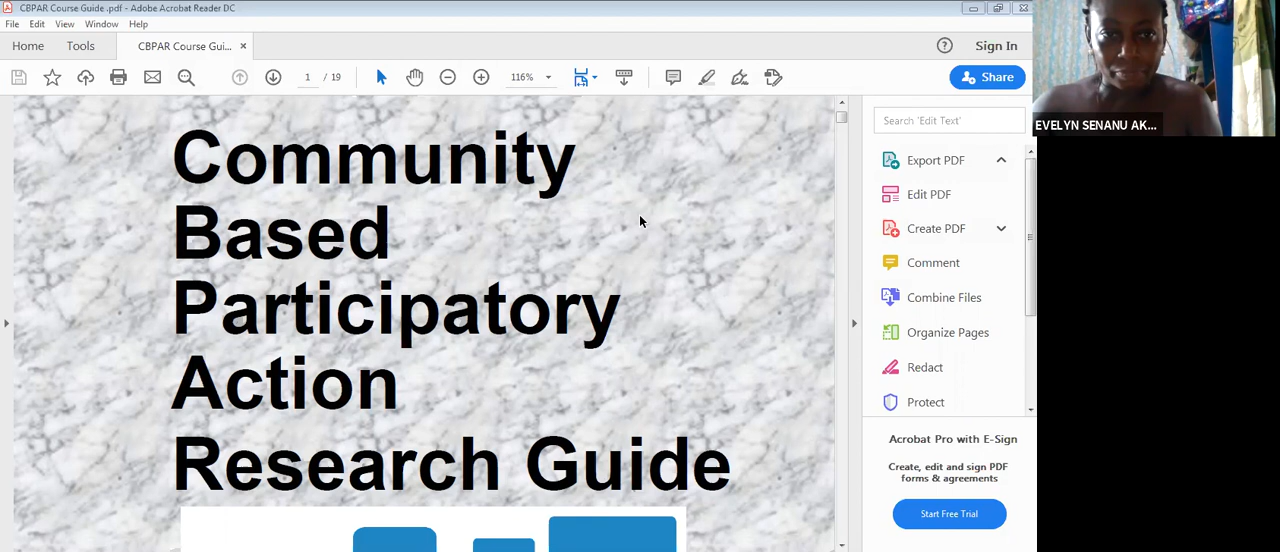 CBPAR Course Guide .pdf - Adobe Acrobat Reader DC
File Edit View Window Help
Home Tools CBPAR Course Gui... ×
Sign In
1 / 19
116%
Share
Community
Based
Participatory
Action
Research Guide
Search 'Edit Text'
Export PDF
Edit PDF
Create PDF
Comment
Combine Files
Organize Pages
Redact
Protect
Acrobat Pro with E-Sign
Create, edit and sign PDF
forms & agreements
Start Free Trial
EVELYN SENANU AK...